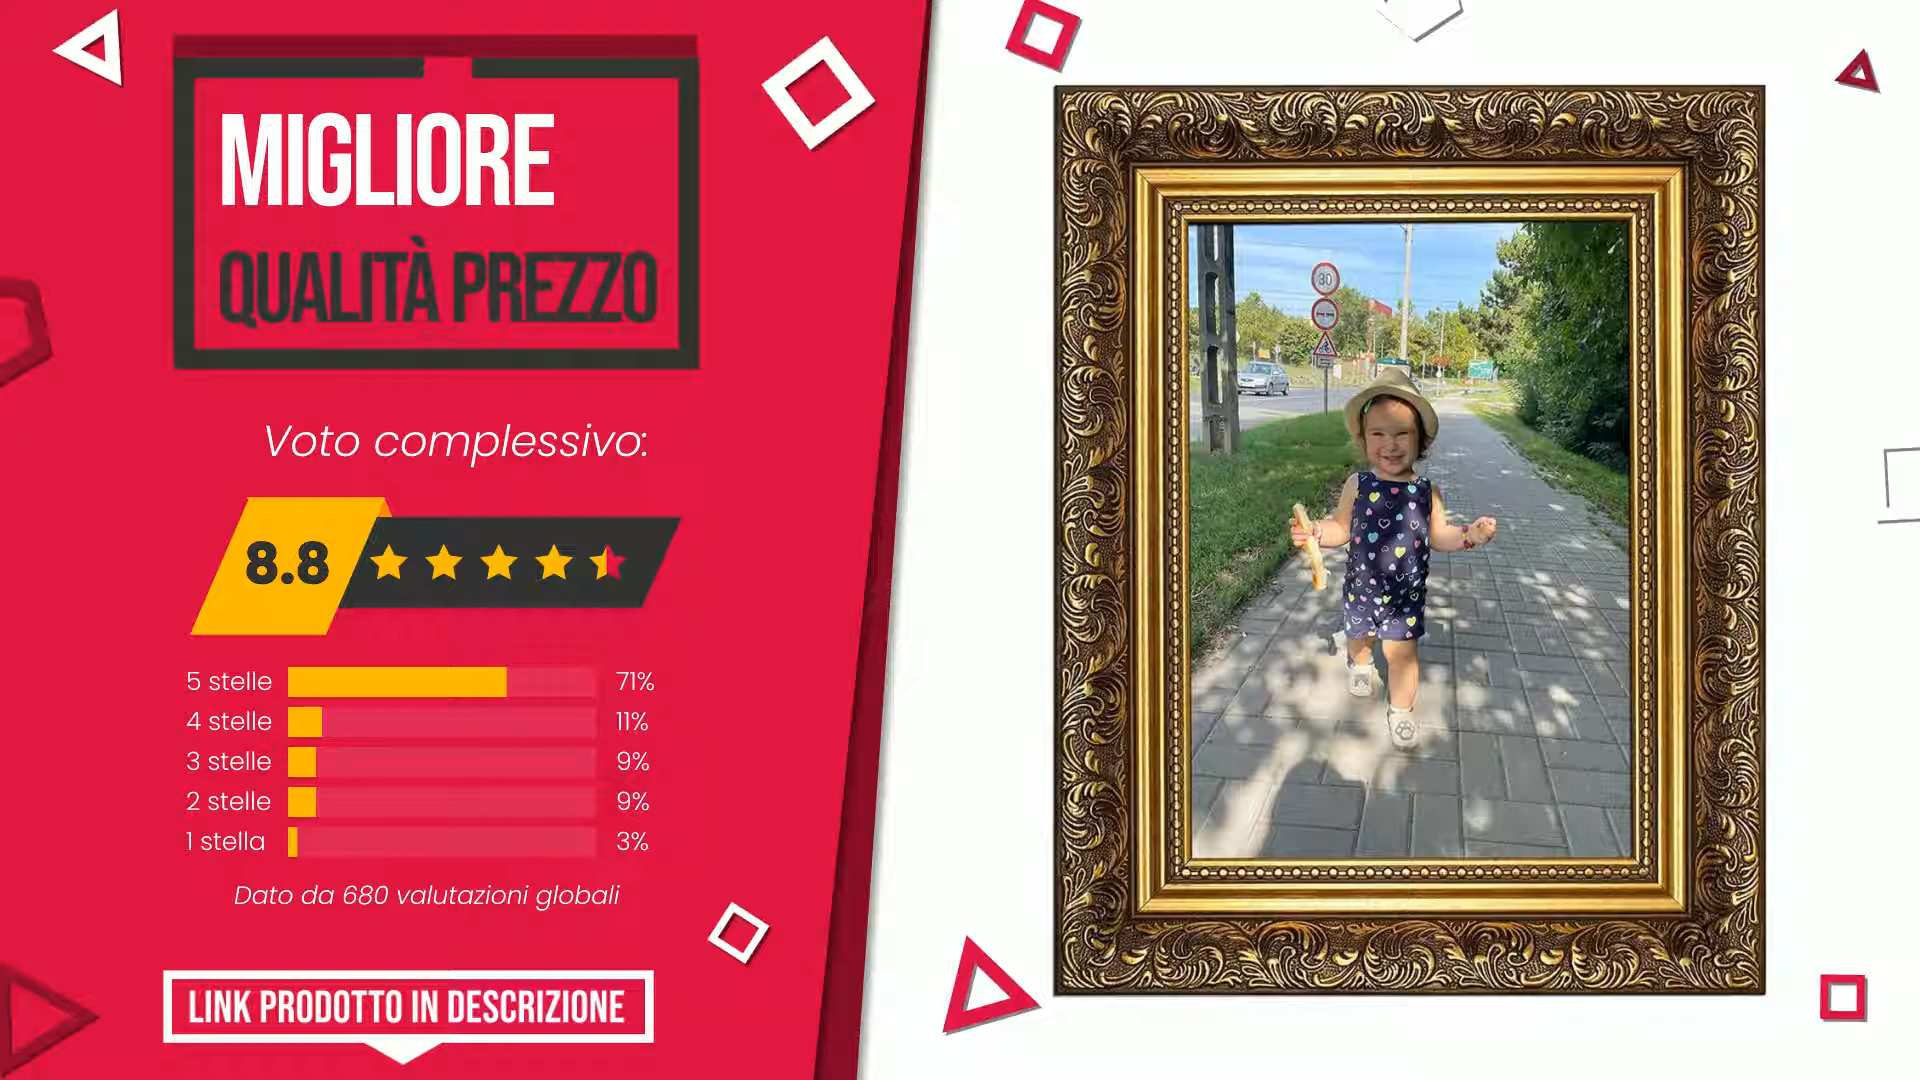 MIGLIORE
QUALITÀ PREZZO
Voto complessivo:
8.8
5 stelle 71%
4 stelle 11%
3 stelle 9%
2 stelle 9%
1 stella 3%
Dato da 680 valutazioni globali
LINK PRODOTTO IN DESCRIZIONE
30